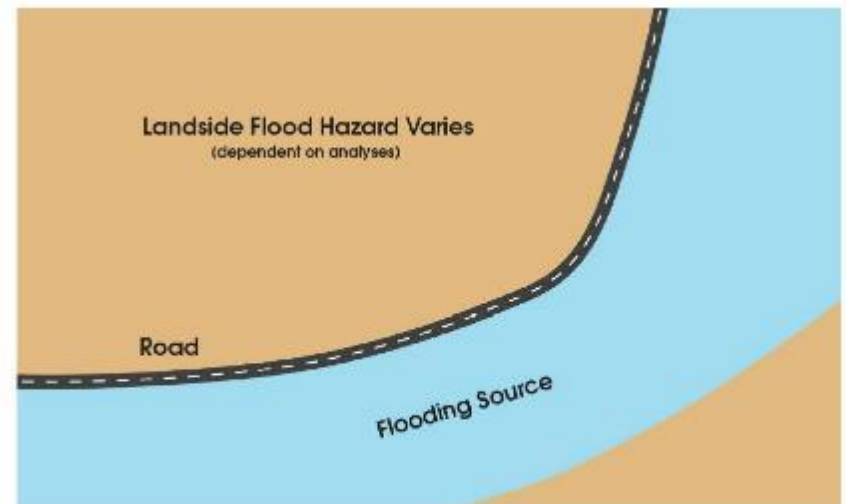 Landside Flood Hazard Varies
(dependent on analyses)
Road
Flooding Source